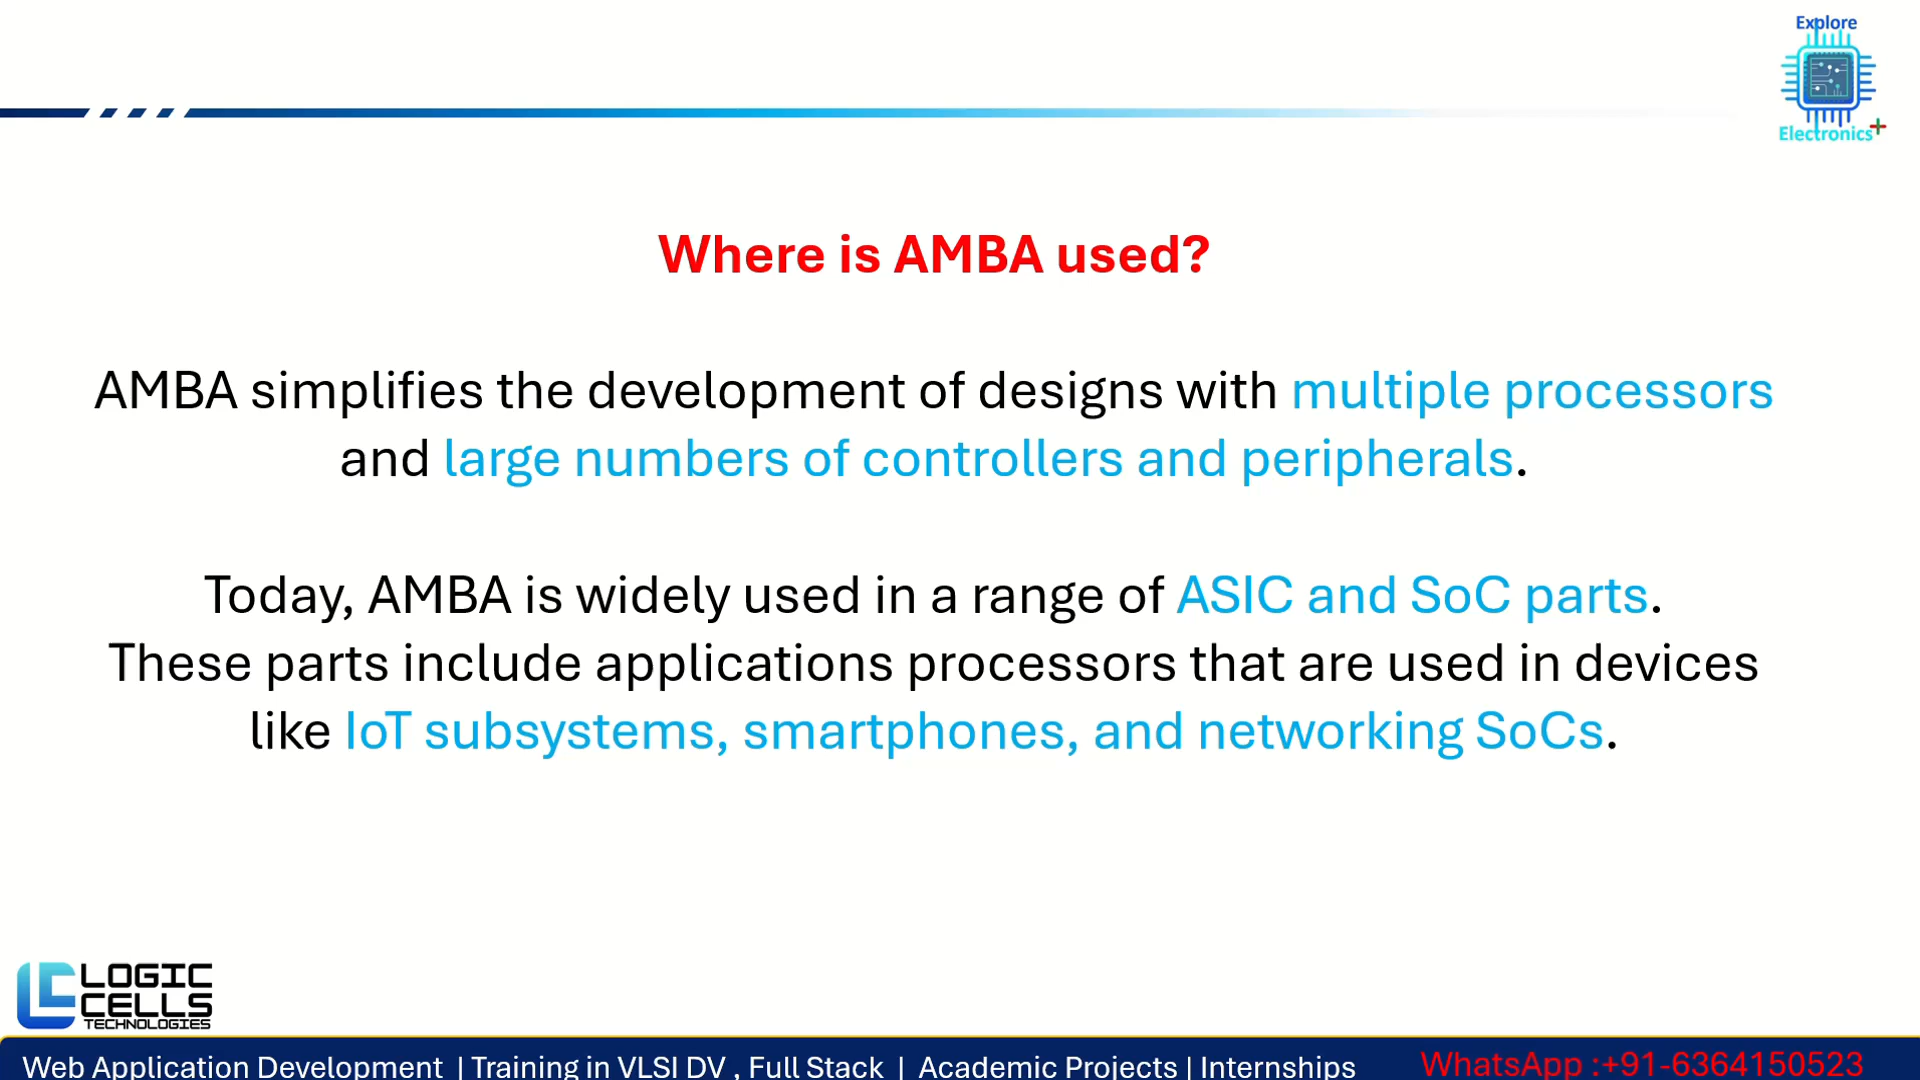 Explore
Electronics+
Where is AMBA used?
AMBA simplifies the development of designs with multiple processors
and large numbers of controllers and peripherals.
Today, AMBA is widely used in a range of ASIC and SoC parts.
These parts include applications processors that are used in devices
like IoT subsystems, smartphones, and networking SoCs.
LOGIC
CELLS
TECHNOLOGIES
Web Application Development | Training in VLSI DV , Full Stack | Academic Projects | Internships WhatsApp :+91-6364150523